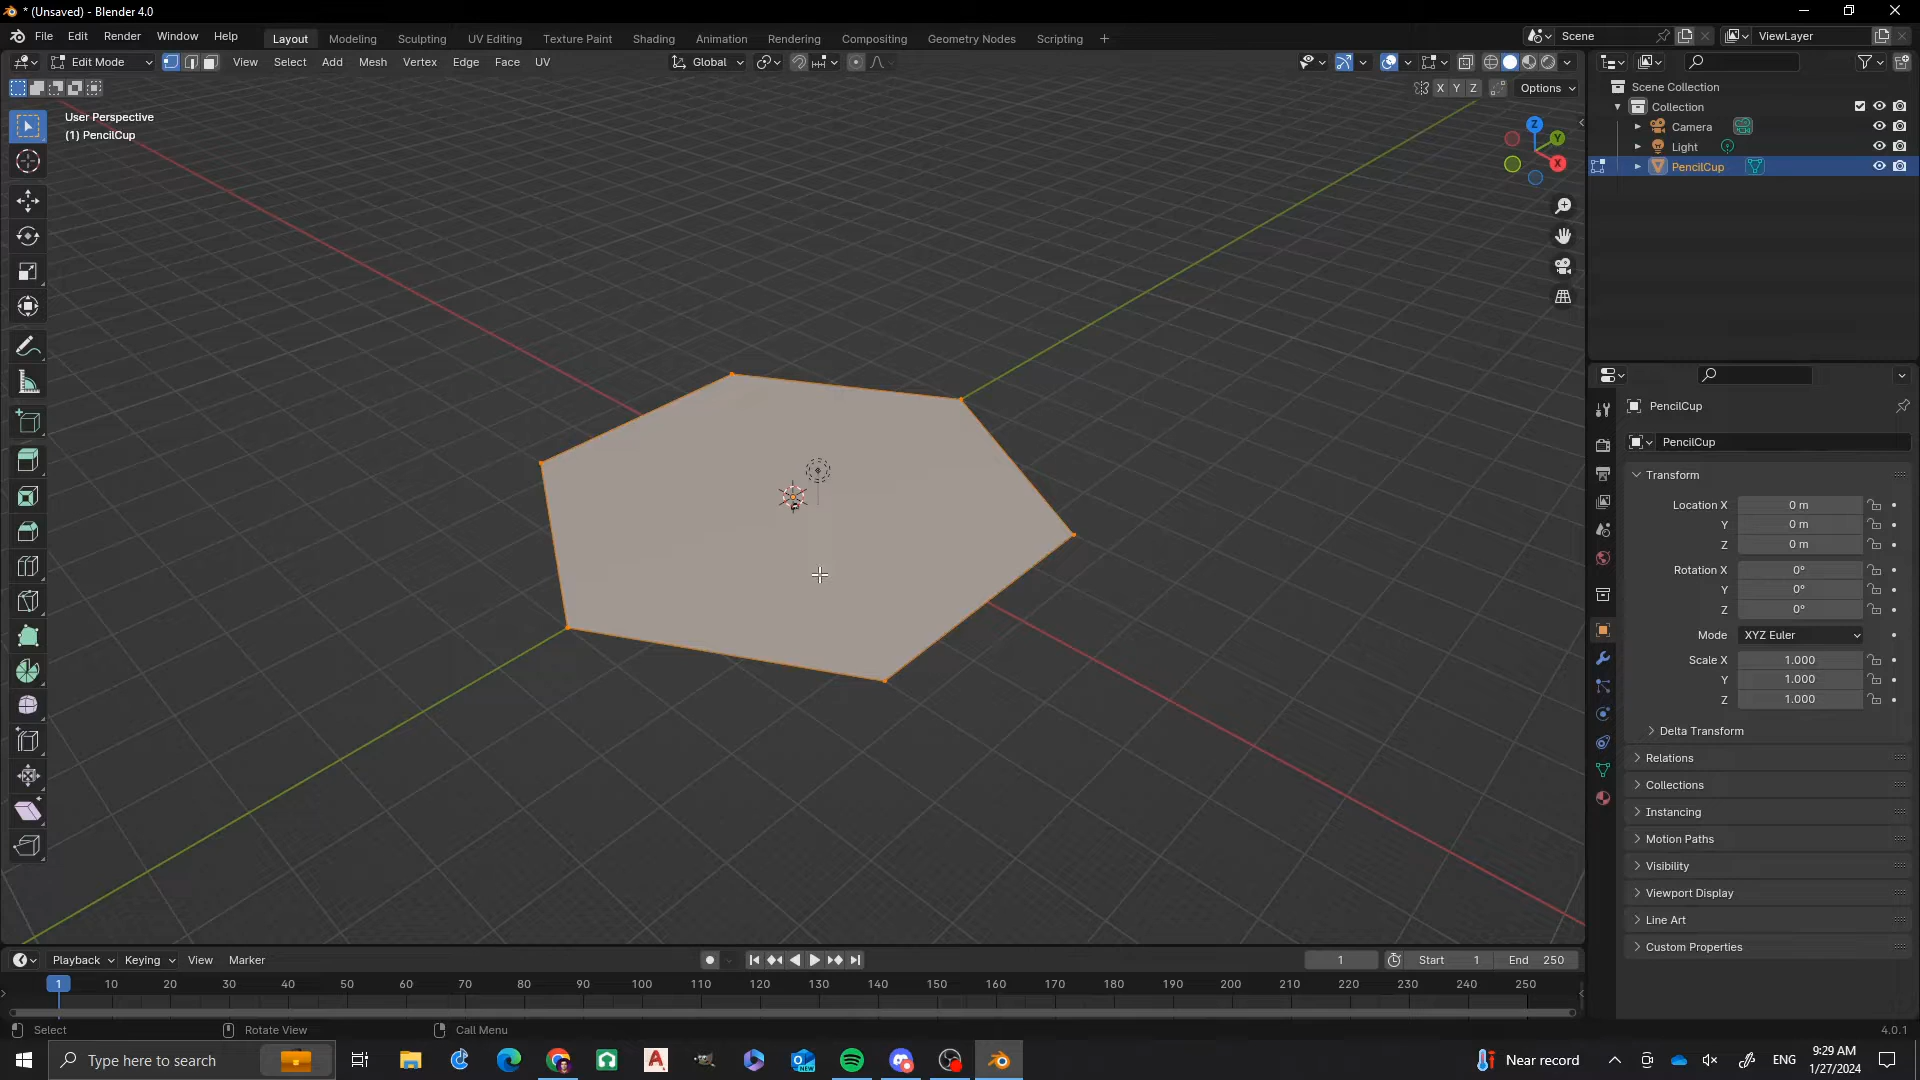 * (Unsaved) - Blender 4.0
File Edit Render Window Help
Layout Modeling Sculpting UV Editing Texture Paint Shading Animation Rendering Compositing Geometry Nodes Scripting +
Scene
ViewLayer
Edit Mode
View Select Add Mesh Vertex Edge Face UV
Global
X Y Z
Options
User Perspective
(1) PencilCup
Z
Y
X
Scene Collection
Collection
Camera
Light
PencilCup
PencilCup
PencilCup
Transform
Location X 0 m
Y 0 m
Z 0 m
Rotation X 0°
Y 0°
Z 0°
Mode XYZ Euler
Scale X 1.000
Y 1.000
Z 1.000
Delta Transform
Relations
Collections
Instancing
Motion Paths
Visibility
Viewport Display
Line Art
Custom Properties
Playback Keying View Marker
1
Start 1
End 250
1 10 20 30 40 50 60 70 80 90 100 110 120 130 140 150 160 170 180 190 200 210 220 230 240 250
Select
Rotate View
Call Menu
4.0.1
Type here to search
A
NEW
Near record
ENG
9:29 AM
1/27/2024